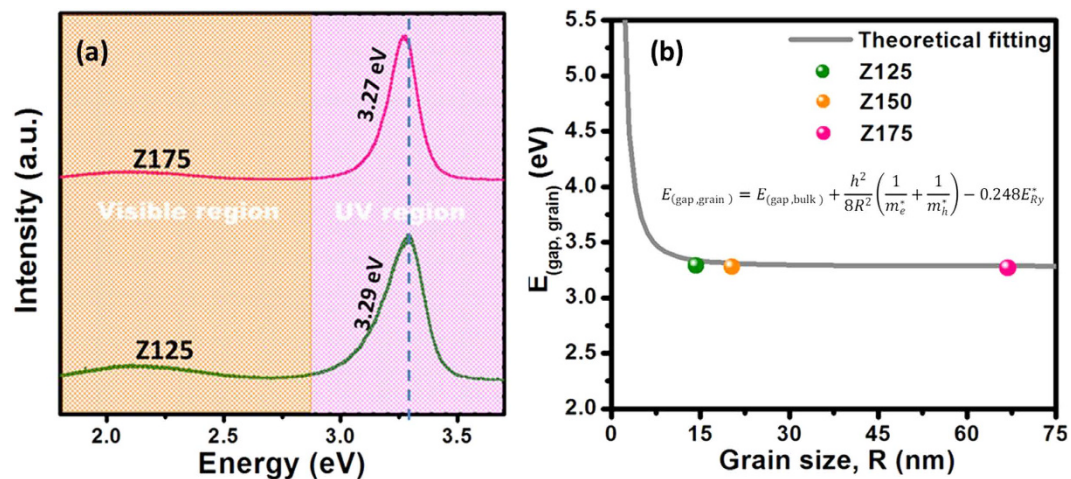 (a)
Z175
3.27 eV
Visible region
UV region
Z125
3.29 eV
Intensity (a.u.)
2.0
2.5
3.0
3.5
Energy (eV)
(b)
Theoretical fitting
Z125
Z150
Z175
E(gap,grain) = E(gap,bulk) + h²/8R² (1/m*e + 1/m*h) − 0.248E*Ry
E(gap, grain) (eV)
5.5
5.0
4.5
4.0
3.5
3.0
2.5
2.0
0
15
30
45
60
75
Grain size, R (nm)